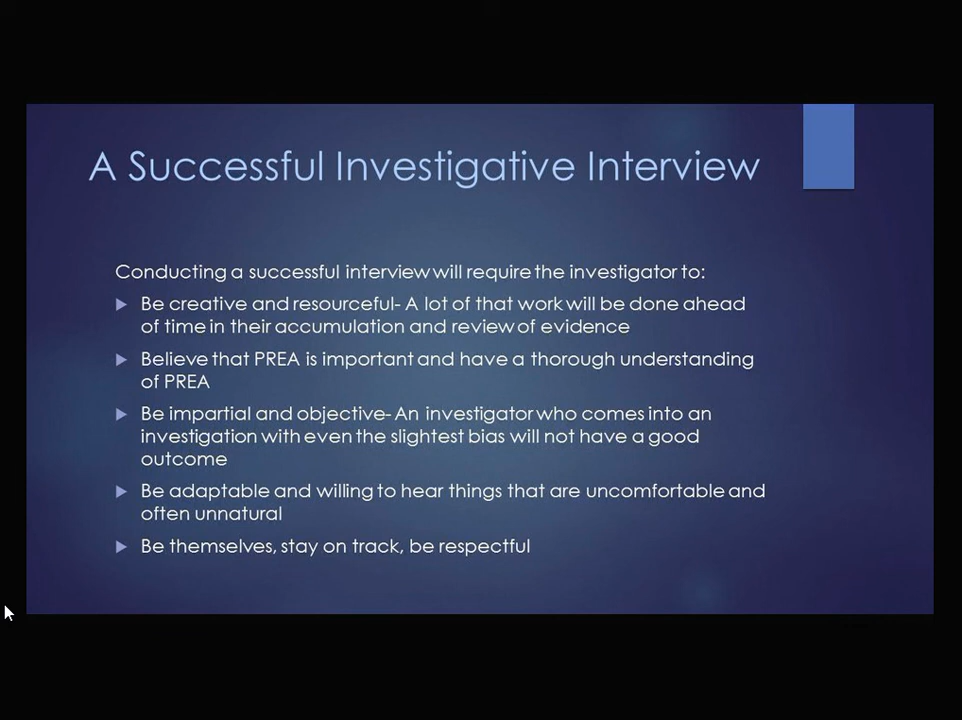 A Successful Investigative Interview
Conducting a successful interview will require the investigator to:
Be creative and resourceful- A lot of that work will be done ahead
of time in their accumulation and review of evidence
Believe that PREA is important and have a thorough understanding
of PREA
Be impartial and objective- An investigator who comes into an
investigation with even the slightest bias will not have a good
outcome
Be adaptable and willing to hear things that are uncomfortable and
often unnatural
Be themselves, stay on track, be respectful